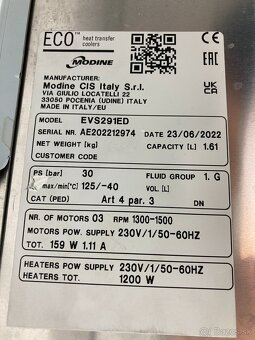 ECO™ heat transfer coolers
MODINE
CE
EAC
UKCA
MANUFACTURER:
Modine CIS Italy S.r.l.
VIA GIULIO LOCATELLI 22
33050 POCENIA (UDINE) ITALY
MADE IN ITALY/EU
MODEL EVS291ED
SERIAL NR. AE202212974 DATE 23/06/2022
NET WEIGHT kg CAPACITY [L] 1.61
CUSTOMER CODE
PS [bar] 30 FLUID GROUP 1. G
max/min[°C] 125/-40 VOL. [L]
CAT (PED) Art 4 par. 3 DN
NR. OF MOTORS 03 RPM 1300-1500
MOTORS POW. SUPPLY 230V/1/50-60HZ
TOT. 159 W 1.11 A
HEATERS POW SUPPLY 230V/1/50-60HZ
HEATERS TOT. 1200 W